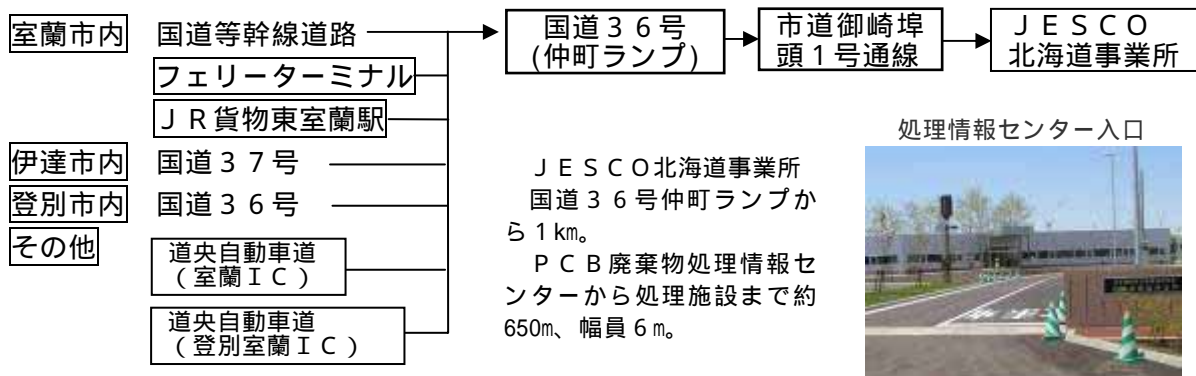 室蘭市内 国道等幹線道路
国道３６号
(仲町ランプ)
市道御崎埠
頭１号通線
ＪＥＳＣＯ
北海道事業所
フェリーターミナル
ＪＲ貨物東室蘭駅
伊達市内 国道３７号
登別市内 国道３６号
その他
道央自動車道
（室蘭ＩＣ）
道央自動車道
（登別室蘭ＩＣ）
ＪＥＳＣＯ北海道事業所
国道３６号仲町ランプか
ら１㎞。
ＰＣＢ廃棄物処理情報セ
ンターから処理施設まで約
650m、幅員６m。
処理情報センター入口